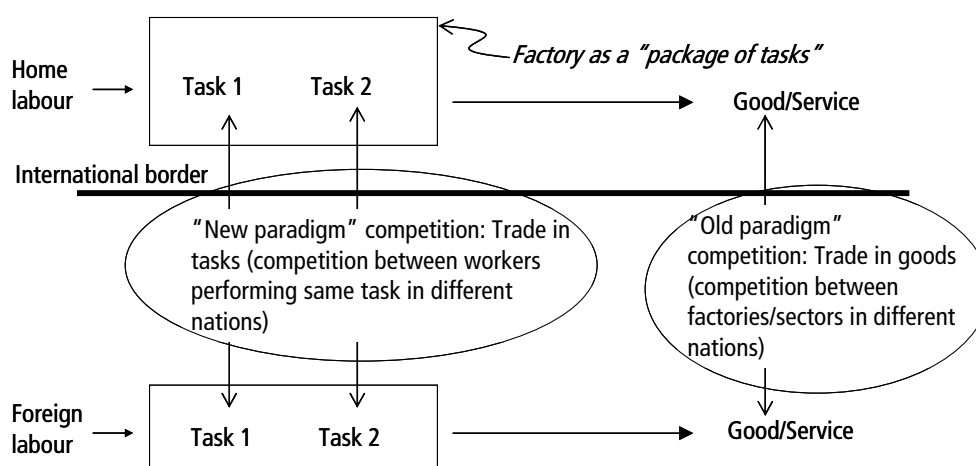 Factory as a "package of tasks"
Home
labour
Task 1
Task 2
Good/Service
International border
"New paradigm" competition: Trade in
tasks (competition between workers
performing same task in different
nations)
"Old paradigm"
competition: Trade in goods
(competition between
factories/sectors in different
nations)
Foreign
labour
Task 1
Task 2
Good/Service